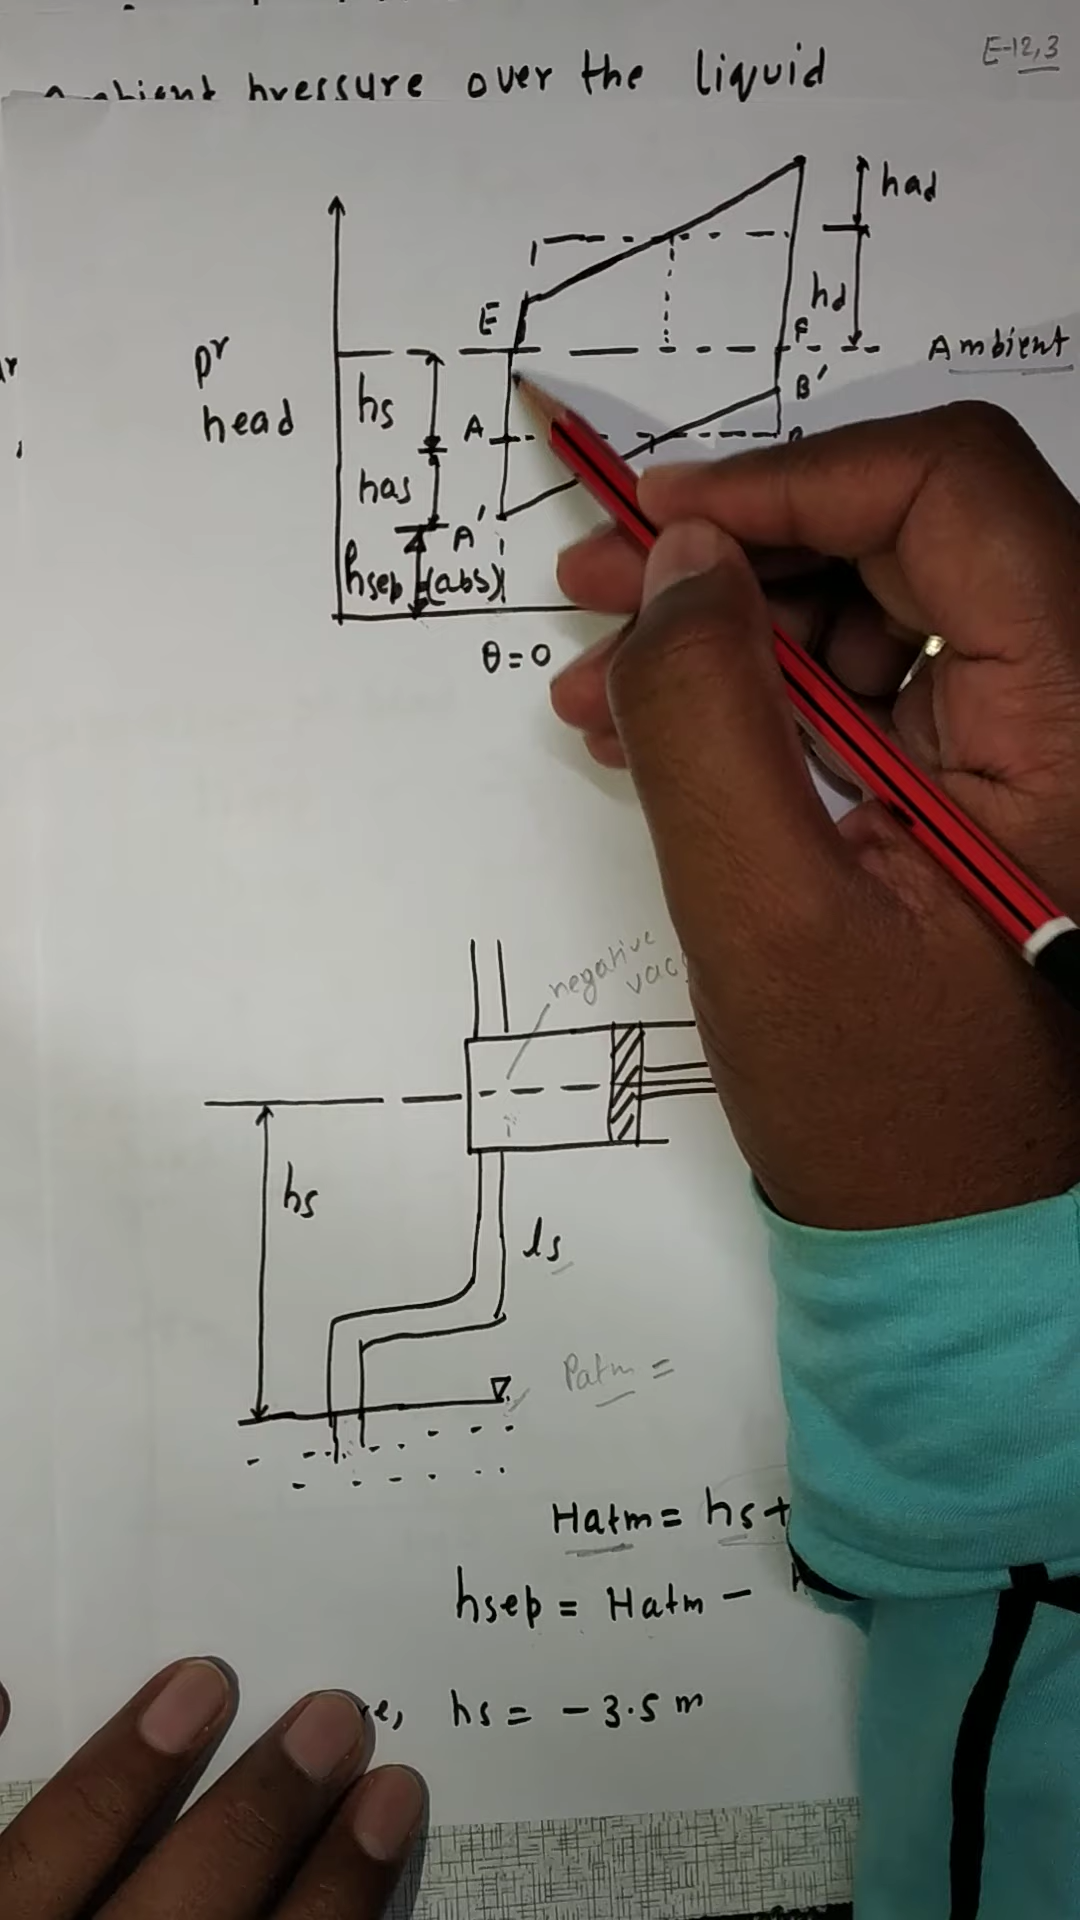 E-12,3
pressure over the liquid
had
hd
E
F
Ambient
pr
head
hs
B'
A
has
A'
hsep (abs)
θ=0
negative
hs
ls
Patm =
Hatm = hs +
hsep = Hatm -
hs = - 3.5 m